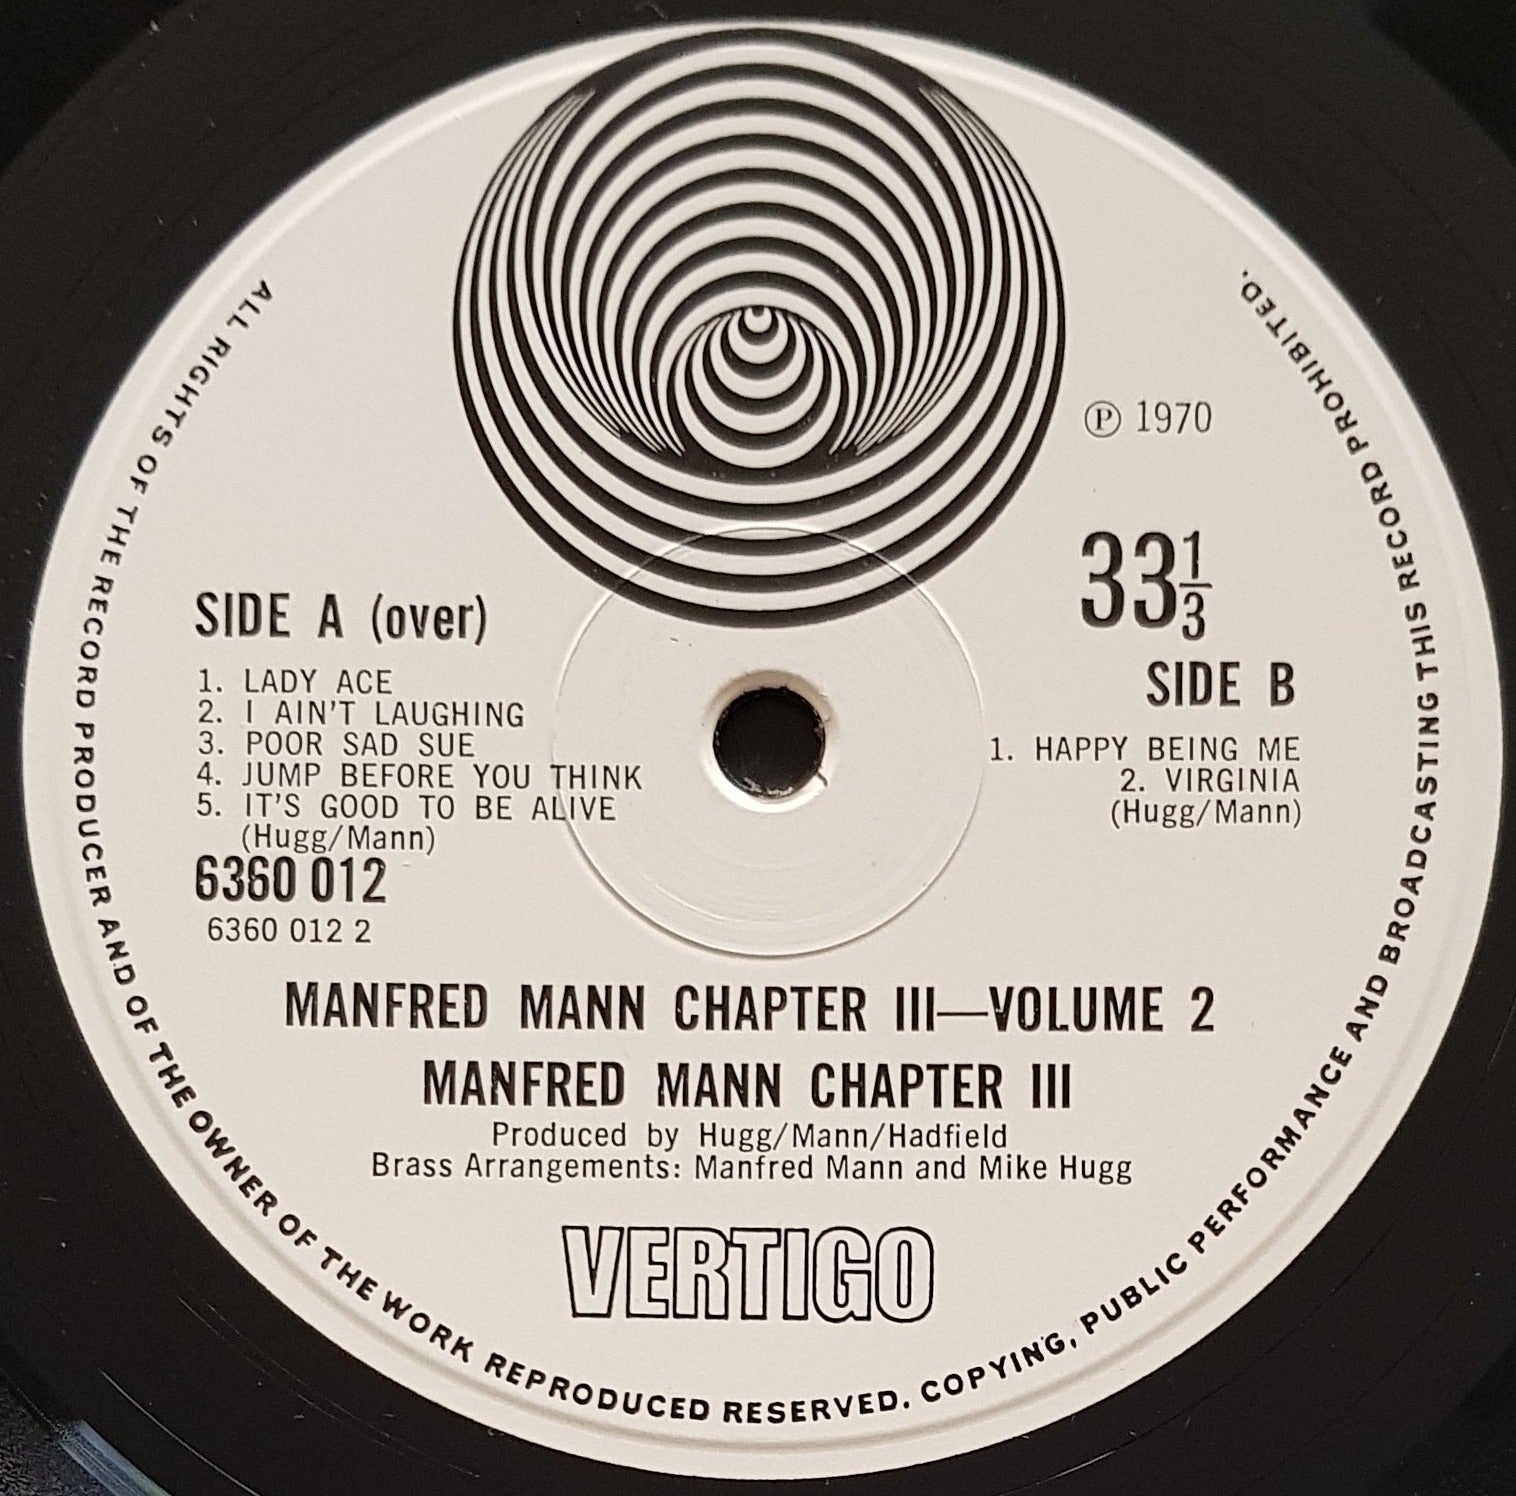 ALL RIGHTS OF THE RECORD PRODUCER AND OF THE OWNER OF THE WORK REPRODUCED RESERVED. COPYING, PUBLIC PERFORMANCE AND BROADCASTING THIS RECORD PROHIBITED.
Ⓟ 1970
33⅓
SIDE A (over)
1. LADY ACE
2. I AIN'T LAUGHING
3. POOR SAD SUE
4. JUMP BEFORE YOU THINK
5. IT'S GOOD TO BE ALIVE
(Hugg/Mann)
6360 012
6360 012 2
SIDE B
1. HAPPY BEING ME
2. VIRGINIA
(Hugg/Mann)
MANFRED MANN CHAPTER III—VOLUME 2
MANFRED MANN CHAPTER III
Produced by Hugg/Mann/Hadfield
Brass Arrangements: Manfred Mann and Mike Hugg
VERTIGO